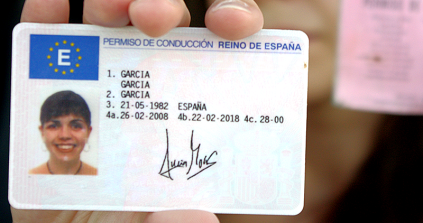 PERMISO DE CONDUCCIÓN REINO DE ESPAÑA
E
1. GARCIA
GARCIA
2. GARCIA
3. 21-05-1982 ESPAÑA
4a.26-02-2008 4b.22-02-2018 4c.28-00